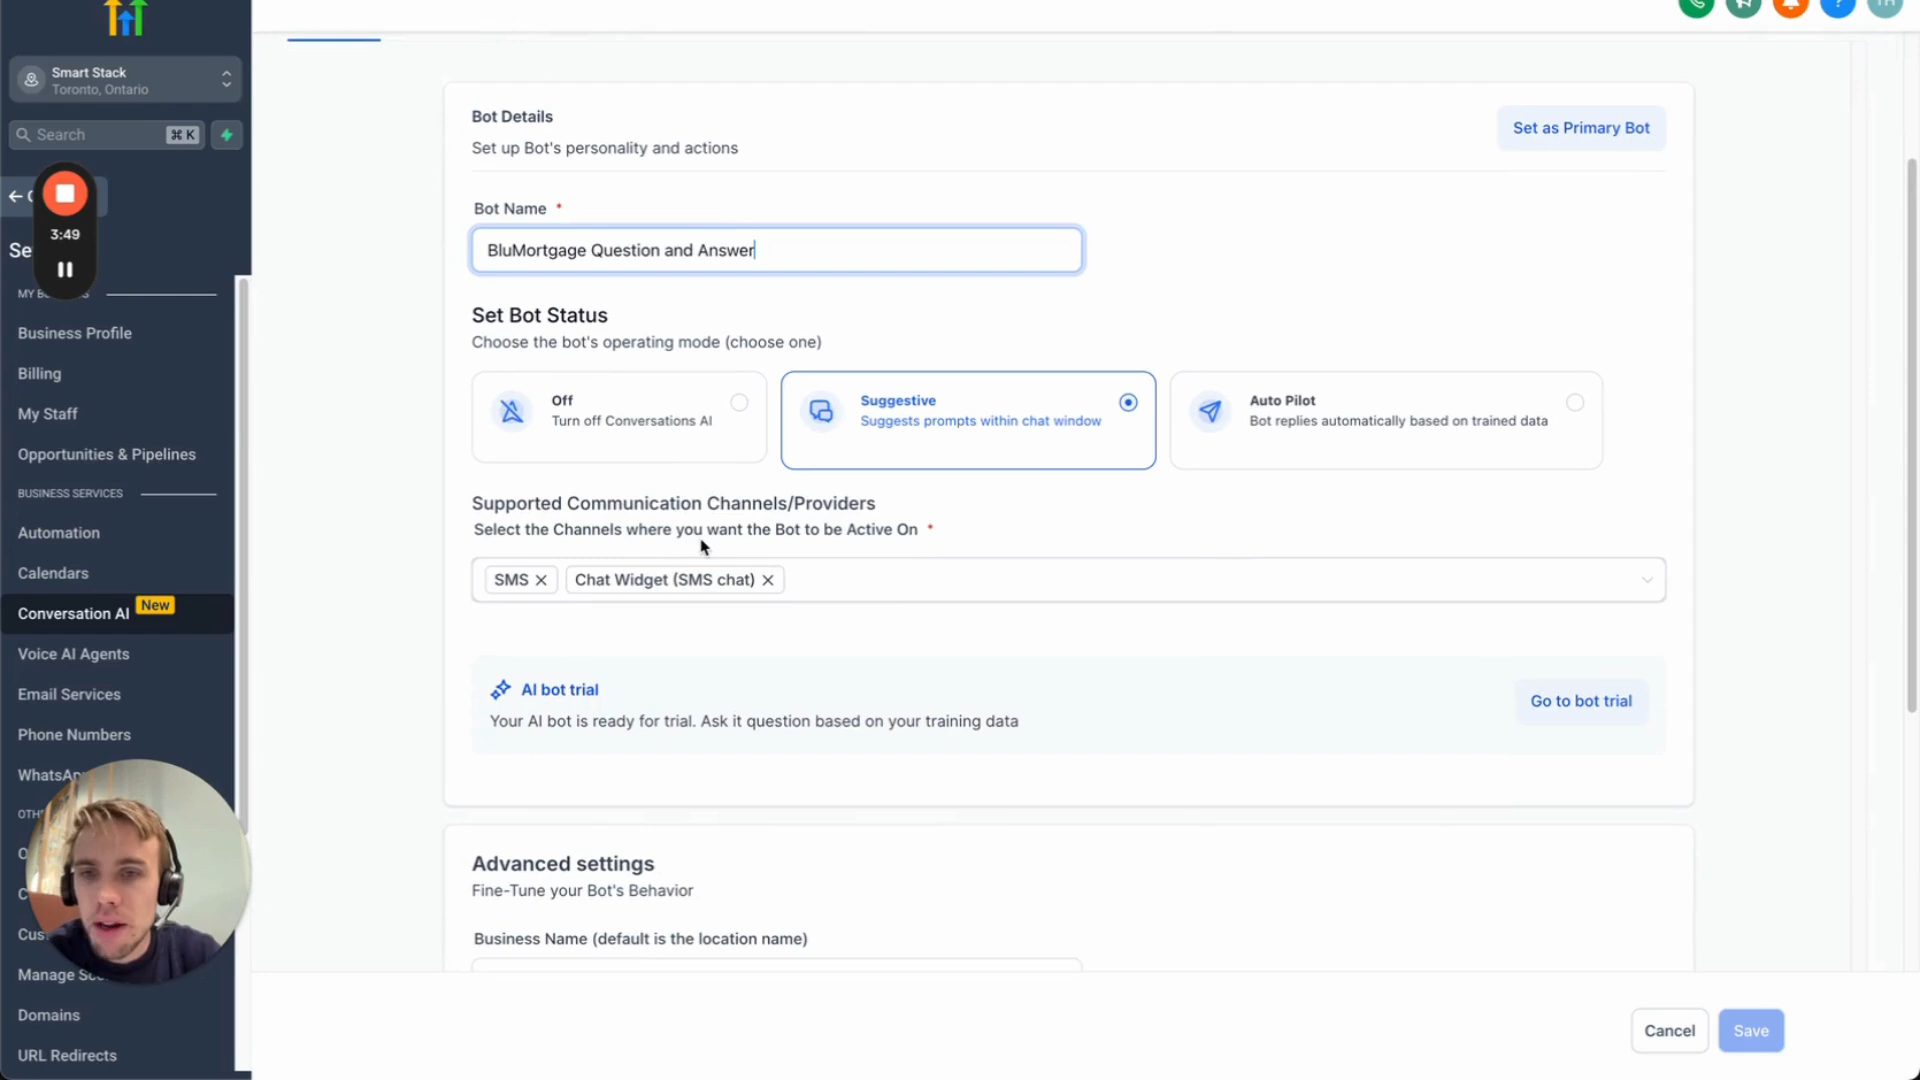 Smart Stack
Toronto, Ontario
Search
⌘ K
3:49
Business Profile
Billing
My Staff
Opportunities & Pipelines
BUSINESS SERVICES
Automation
Calendars
Conversation AI
New
Voice AI Agents
Email Services
Phone Numbers
Domains
URL Redirects
Bot Details
Set up Bot's personality and actions
Set as Primary Bot
Bot Name *
BluMortgage Question and Answer
Set Bot Status
Choose the bot's operating mode (choose one)
Off
Turn off Conversations AI
Suggestive
Suggests prompts within chat window
Auto Pilot
Bot replies automatically based on trained data
Supported Communication Channels/Providers
Select the Channels where you want the Bot to be Active On *
SMS
Chat Widget (SMS chat)
AI bot trial
Your AI bot is ready for trial. Ask it question based on your training data
Go to bot trial
Advanced settings
Fine-Tune your Bot's Behavior
Business Name (default is the location name)
Cancel
Save